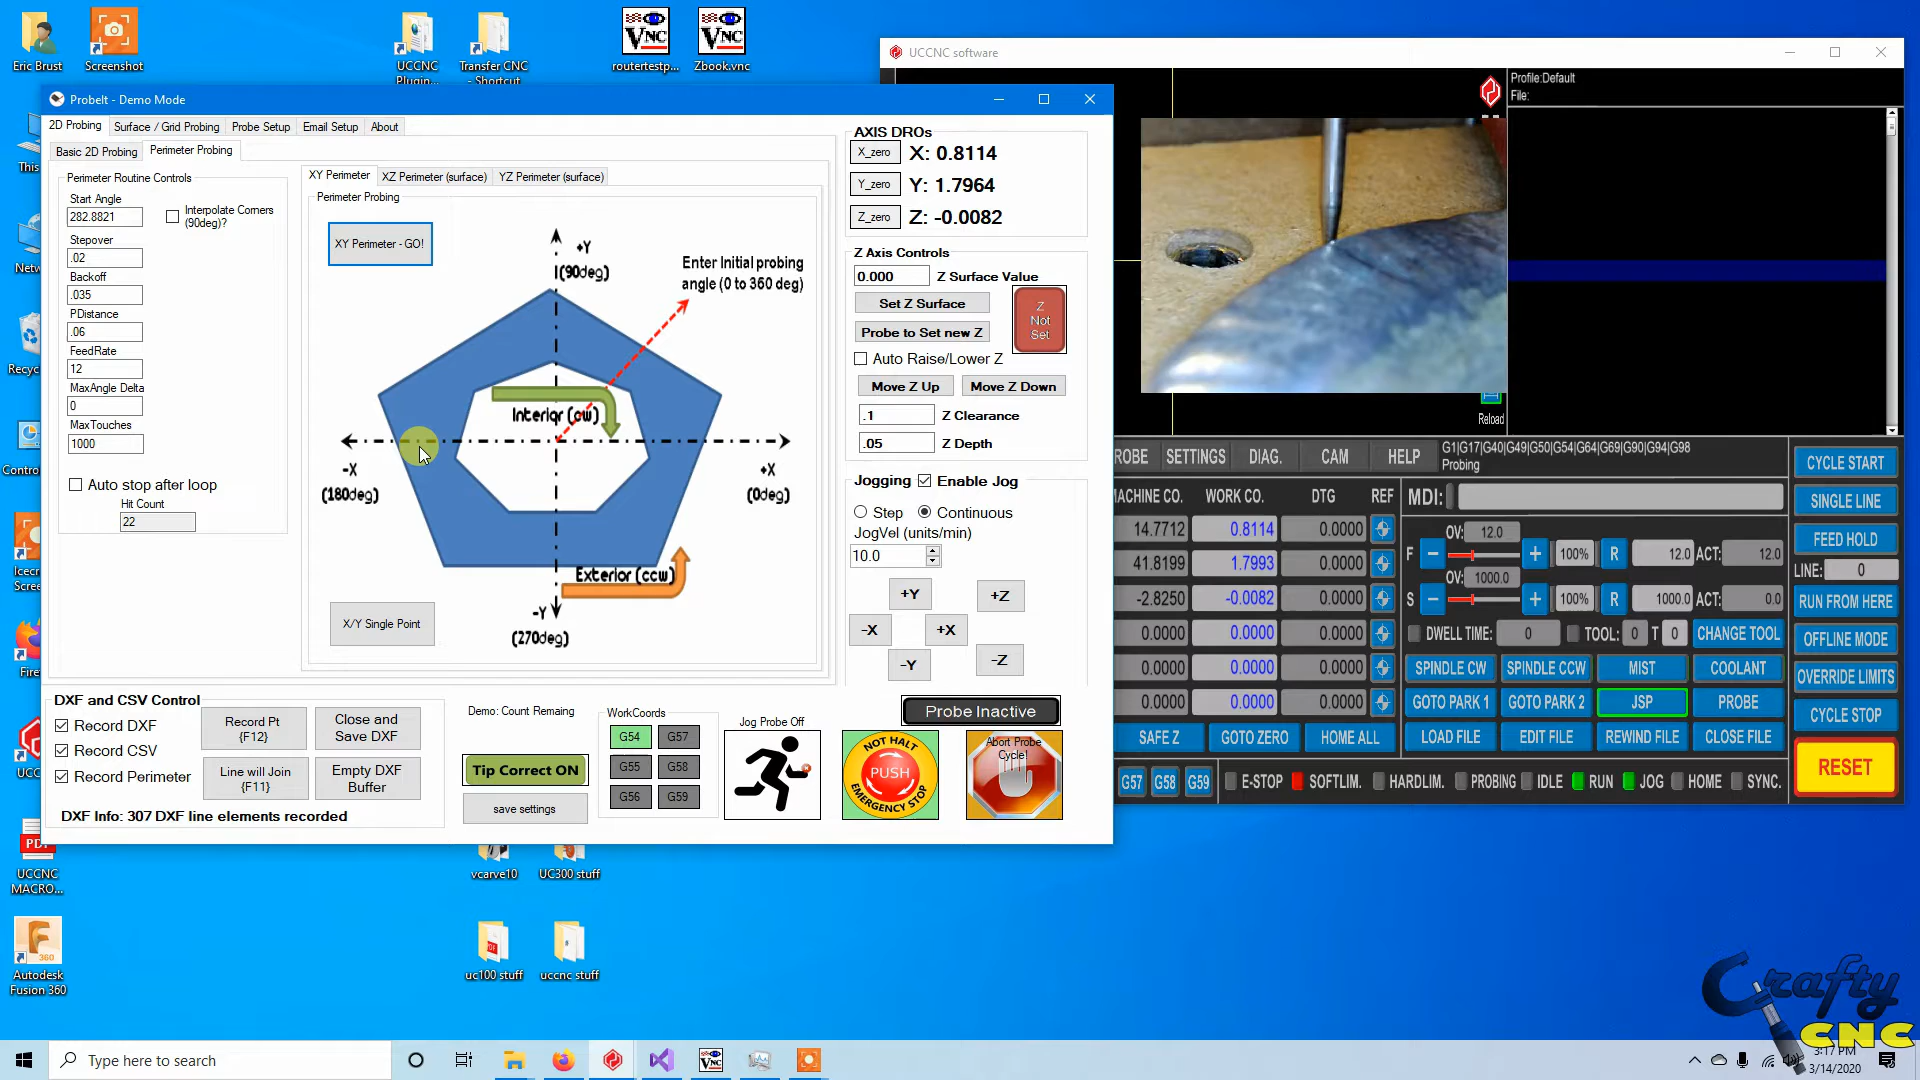 Eric Brust
Screenshot
UCCNC
Plugin...
Transfer CNC
- Shortcut
VNC
routertestp...
VNC
Zbook.vnc
UCCNC software
ProbeIt - Demo Mode
2D Probing
Surface / Grid Probing
Probe Setup
Email Setup
About
Basic 2D Probing
Perimeter Probing
Perimeter Routine Controls
Start Angle
282.8821
Interpolate Corners
(90deg)?
Stepover
.02
Backoff
.035
PDistance
.06
FeedRate
12
MaxAngle Delta
0
MaxTouches
1000
Auto stop after loop
Hit Count
22
XY Perimeter
XZ Perimeter (surface)
YZ Perimeter (surface)
Perimeter Probing
XY Perimeter - GO!
+Y
(90deg)
Enter Initial probing
angle (0 to 360 deg)
Interior (cw)
-X
(180deg)
+X
(0deg)
Exterior (ccw)
-Y
(270deg)
X/Y Single Point
AXIS DROs
X_zero
X: 0.8114
Y_zero
Y: 1.7964
Z_zero
Z: -0.0082
Z Axis Controls
0.000
Z Surface Value
Set Z Surface
Probe to Set new Z
Z
Not
Set
Auto Raise/Lower Z
Move Z Up
Move Z Down
.1
Z Clearance
.05
Z Depth
Jogging
Enable Jog
Step
Continuous
JogVel (units/min)
10.0
+Y
+Z
-X
+X
-Y
-Z
DXF and CSV Control
Record DXF
Record CSV
Record Perimeter
Record Pt
{F12}
Close and
Save DXF
Line will Join
{F11}
Empty DXF
Buffer
DXF Info: 307 DXF line elements recorded
Demo: Count Remaing
Tip Correct ON
save settings
WorkCoords
G54
G57
G55
G58
G56
G59
Jog Probe Off
Probe Inactive
NOT HALT
PUSH
EMERGENCY STOP
Abort Probe
Cycle!
Profile:Default
File:
Reload
OBE
SETTINGS
DIAG.
CAM
HELP
G1|G17|G40|G49|G50|G54|G64|G69|G90|G94|G98
Probing
ACHINE CO.
WORK CO.
DTG
REF
MDI:
14.7712
0.8114
0.0000
41.8199
1.7993
0.0000
-2.8250
-0.0082
0.0000
0.0000
0.0000
0.0000
0.0000
0.0000
0.0000
0.0000
0.0000
0.0000
OV:
12.0
F
100%
R
12.0
ACT:
12.0
OV:
1000.0
S
100%
R
1000.0
ACT:
0.0
DWELL TIME:
0
TOOL:
0
T
0
CHANGE TOOL
SPINDLE CW
SPINDLE CCW
MIST
COOLANT
GOTO PARK 1
GOTO PARK 2
JSP
PROBE
SAFE Z
GOTO ZERO
HOME ALL
LOAD FILE
EDIT FILE
REWIND FILE
CLOSE FILE
G57
G58
G59
E-STOP
SOFTLIM.
HARDLIM.
PROBING
IDLE
RUN
JOG
HOME
SYNC.
CYCLE START
SINGLE LINE
FEED HOLD
LINE:
0
RUN FROM HERE
OFFLINE MODE
OVERRIDE LIMITS
CYCLE STOP
RESET
This
Netw
Recyc
Contro
Icecr
Scree
Fire
UCC
PDF
UCCNC
MACRO...
vcarve10
UC300 stuff
F
360
Autodesk
Fusion 360
uc100 stuff
uccnc stuff
Crafty
CNC
Type here to search
VNC
3:17 PM
3/14/2020